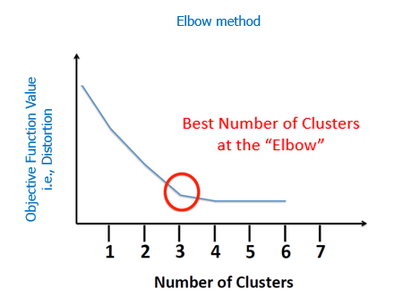 Elbow method
Objective Function Value
i.e., Distortion
Best Number of Clusters
at the “Elbow”
1 2 3 4 5 6 7
Number of Clusters